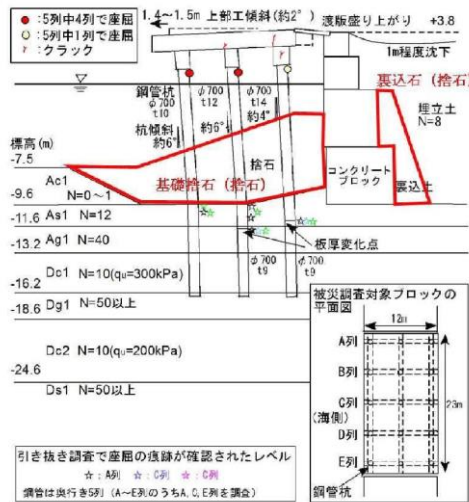 ●:5列中4列で座屈
○:5列中1列で座屈
ィ:クラック
1.4～1.5m 上部工傾斜(約2°)
渡版盛り上がり
+3.8
1m程度沈下
鋼管杭
φ700
t10
φ700
t12
φ700
t14
杭傾斜
約6°
約6°
約4°
裏込石(捨石)
埋立土
N=8
標高(m)
-7.5
Ac1
N=0～1
-9.6
捨石
基礎捨石(捨石)
コンクリート
ブロック
裏込土
As1 N=12
-11.6
Ag1 N=40
-13.2
板厚変化点
φ700
t9
φ700
t9
Dc1 N=10(qu=300kPa)
-16.2
Dg1 N=50以上
-18.6
Dc2 N=10(qu=200kPa)
-24.6
Ds1 N=50以上
被災調査対象ブロックの
平面図
12m
A列
B列
C列
(海側)
D列
E列
23m
鋼管杭
引き抜き調査で座屈の痕跡が確認されたレベル
☆:A列 ☆:C列 ☆:C列
鋼管は奥行き5列(A～E列のうちA,C,E列を調査)